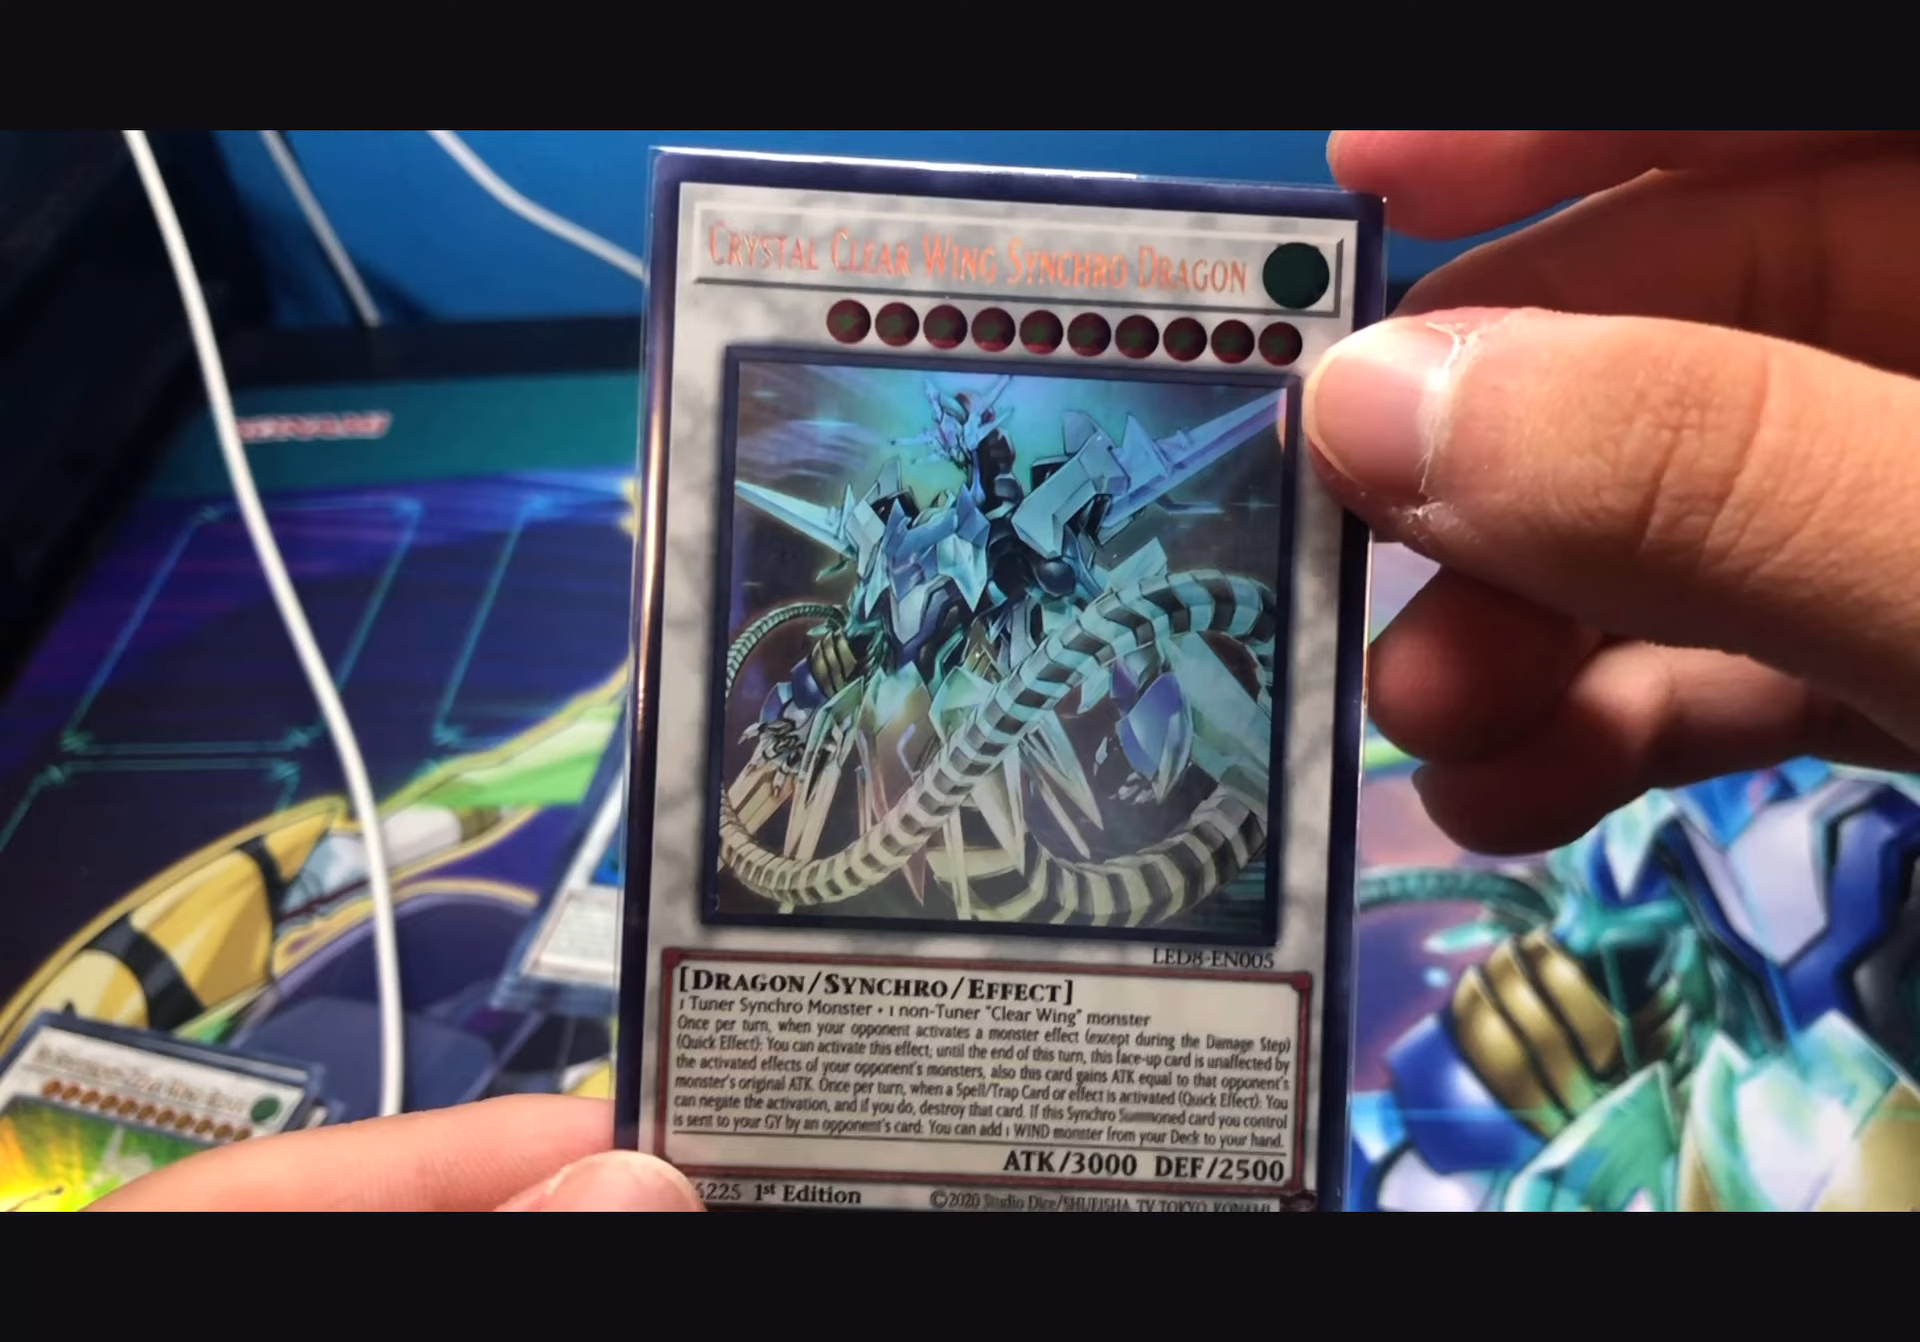 KONAMI
CRYSTAL CLEAR WING SYNCHRO DRAGON
LED8-EN005
[DRAGON/SYNCHRO/EFFECT]
1 Tuner Synchro Monster + 1 non-Tuner "Clear Wing" monster
Once per turn, when your opponent activates a monster effect (except during the Damage Step)
(Quick Effect): You can activate this effect; until the end of this turn, this face-up card is unaffected by
the activated effects of your opponent's monsters, also this card gains ATK equal to that opponent's
monster's original ATK. Once per turn, when a Spell/Trap Card or effect is activated (Quick Effect): You
can negate the activation, and if you do, destroy that card. If this Synchro Summoned card you control
is sent to your GY by an opponent's card: You can add 1 WIND monster from your Deck to your hand.
ATK/3000 DEF/2500
5225 1st Edition
©2020 Studio Dice/SHUEISHA, TV TOKYO, KONAMI